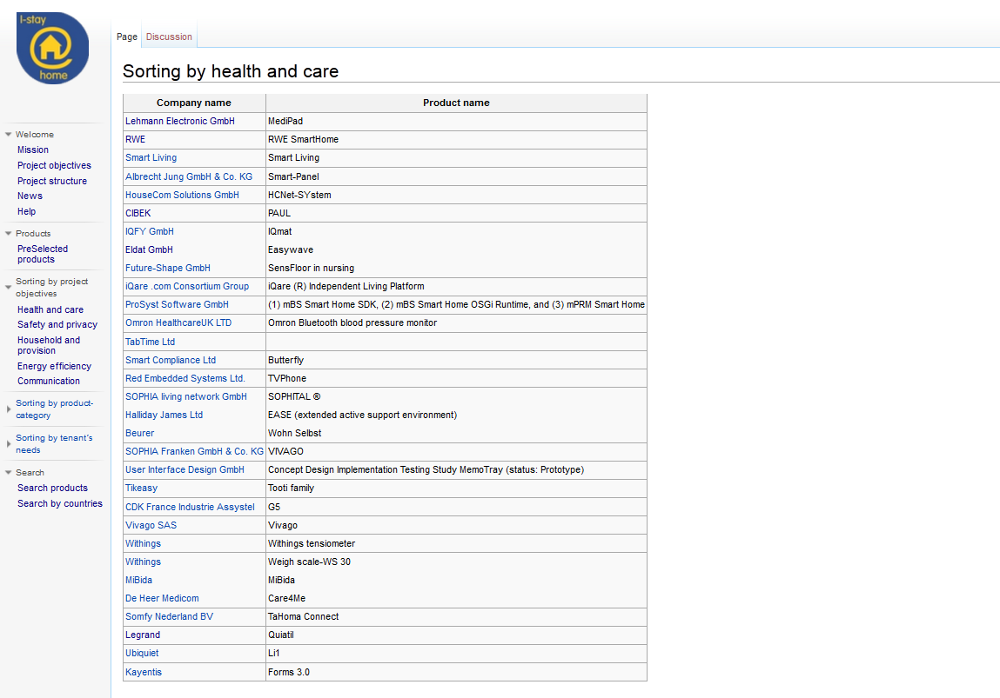 I-stay
home
Page Discussion
Sorting by health and care
Welcome
Mission
Project objectives
Project structure
News
Help
Products
PreSelected
products
Sorting by project
objectives
Health and care
Safety and privacy
Household and
provision
Energy efficiency
Communication
Sorting by product-
category
Sorting by tenant's
needs
Search
Search products
Search by countries
Company name Product name
Lehmann Electronic GmbH MediPad
RWE RWE SmartHome
Smart Living Smart Living
Albrecht Jung GmbH & Co. KG Smart-Panel
HouseCom Solutions GmbH HCNet-SYstem
CIBEK PAUL
IQFY GmbH IQmat
Eldat GmbH Easywave
Future-Shape GmbH SensFloor in nursing
iQare .com Consortium Group iQare (R) Independent Living Platform
ProSyst Software GmbH (1) mBS Smart Home SDK, (2) mBS Smart Home OSGi Runtime, and (3) mPRM Smart Home
Omron HealthcareUK LTD Omron Bluetooth blood pressure monitor
TabTime Ltd
Smart Compliance Ltd Butterfly
Red Embedded Systems Ltd. TVPhone
SOPHIA living network GmbH SOPHITAL ®
Halliday James Ltd EASE (extended active support environment)
Beurer Wohn Selbst
SOPHIA Franken GmbH & Co. KG VIVAGO
User Interface Design GmbH Concept Design Implementation Testing Study MemoTray (status: Prototype)
Tikeasy Tooti family
CDK France Industrie Assystel G5
Vivago SAS Vivago
Withings Withings tensiometer
Withings Weigh scale-WS 30
MiBida MiBida
De Heer Medicom Care4Me
Somfy Nederland BV TaHoma Connect
Legrand Quiatil
Ubiquiet Li1
Kayentis Forms 3.0